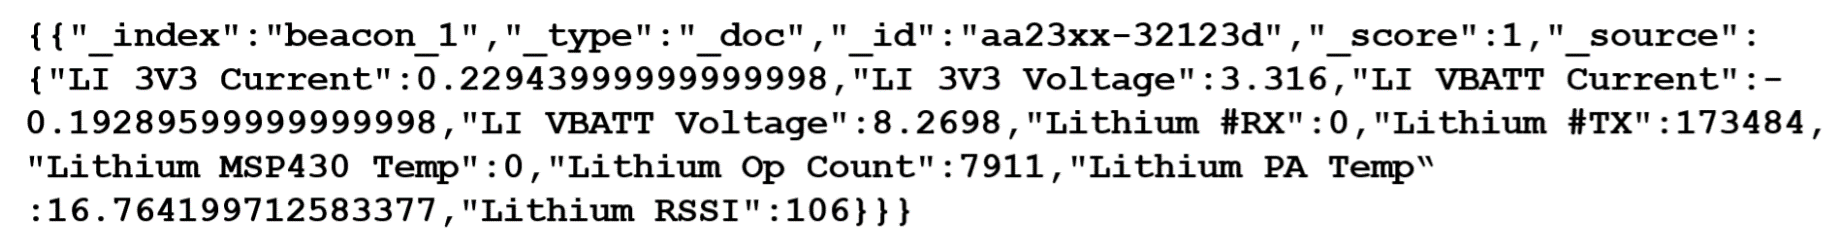 {{"_index":"beacon_1","_type":"_doc","_id":"aa23xx-32123d","_score":1,"_source":
{"LI 3V3 Current":0.22943999999999998,"LI 3V3 Voltage":3.316,"LI VBATT Current":-
0.19289599999999998,"LI VBATT Voltage":8.2698,"Lithium #RX":0,"Lithium #TX":173484,
"Lithium MSP430 Temp":0,"Lithium Op Count":7911,"Lithium PA Temp“
:16.764199712583377,"Lithium RSSI":106}}}